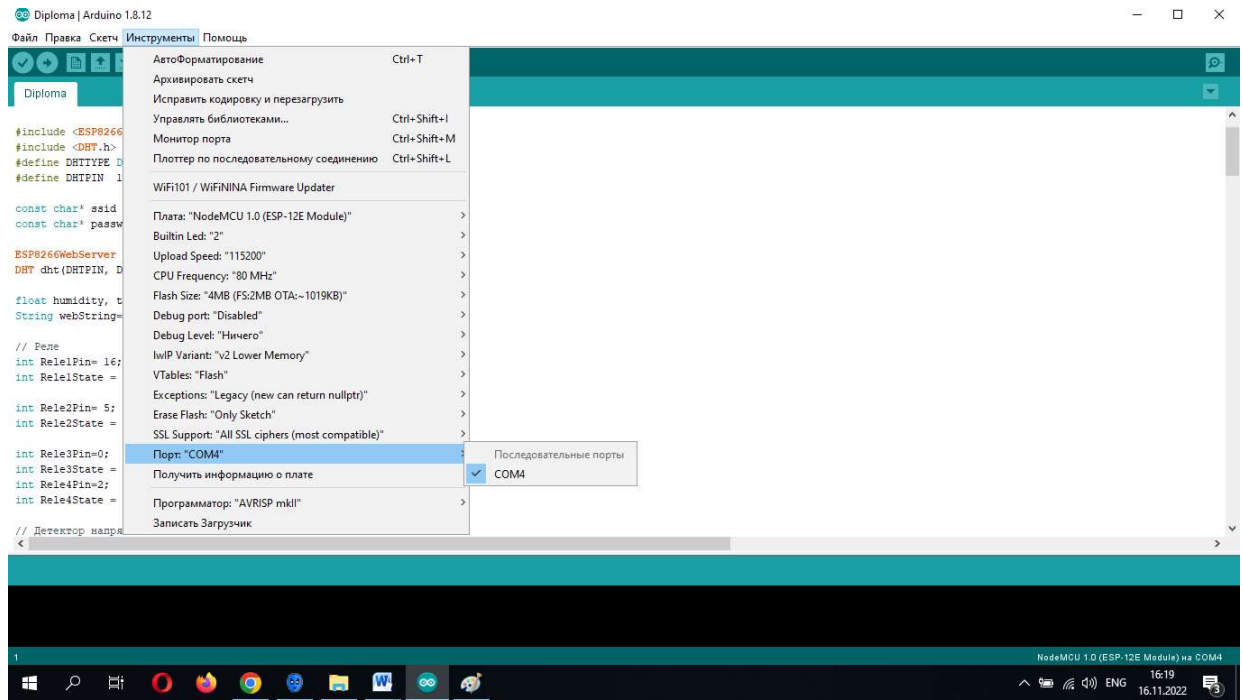 Diploma | Arduino 1.8.12
Файл Правка Скетч Инструменты Помощь
Diploma
АвтоФорматирование Ctrl+T
Архивировать скетч
Исправить кодировку и перезагрузить
Управлять библиотеками... Ctrl+Shift+I
Монитор порта Ctrl+Shift+M
Плоттер по последовательному соединению Ctrl+Shift+L
WiFi101 / WiFiNINA Firmware Updater
Плата: "NodeMCU 1.0 (ESP-12E Module)"
Builtin Led: "2"
Upload Speed: "115200"
CPU Frequency: "80 MHz"
Flash Size: "4MB (FS:2MB OTA:~1019KB)"
Debug port: "Disabled"
Debug Level: "Ничего"
lwIP Variant: "v2 Lower Memory"
VTables: "Flash"
Exceptions: "Legacy (new can return nullptr)"
Erase Flash: "Only Sketch"
SSL Support: "All SSL ciphers (most compatible)"
Порт: "COM4"
Получить информацию о плате
Программатор: "AVRISP mkII"
Записать Загрузчик
Последовательные порты
COM4
#include <ESP8266
#include <DHT.h>
#define DHTTYPE D
#define DHTPIN 1
const char* ssid
const char* passw
ESP8266WebServer
DHT dht(DHTPIN, D
float humidity, t
String webString=
// Реле
int Rele1Pin= 16;
int Rele1State =
int Rele2Pin= 5;
int Rele2State =
int Rele3Pin=0;
int Rele3State =
int Rele4Pin=2;
int Rele4State =
// Детектор напря
1
NodeMCU 1.0 (ESP-12E Module) на COM4
ENG
16:19
16.11.2022
3